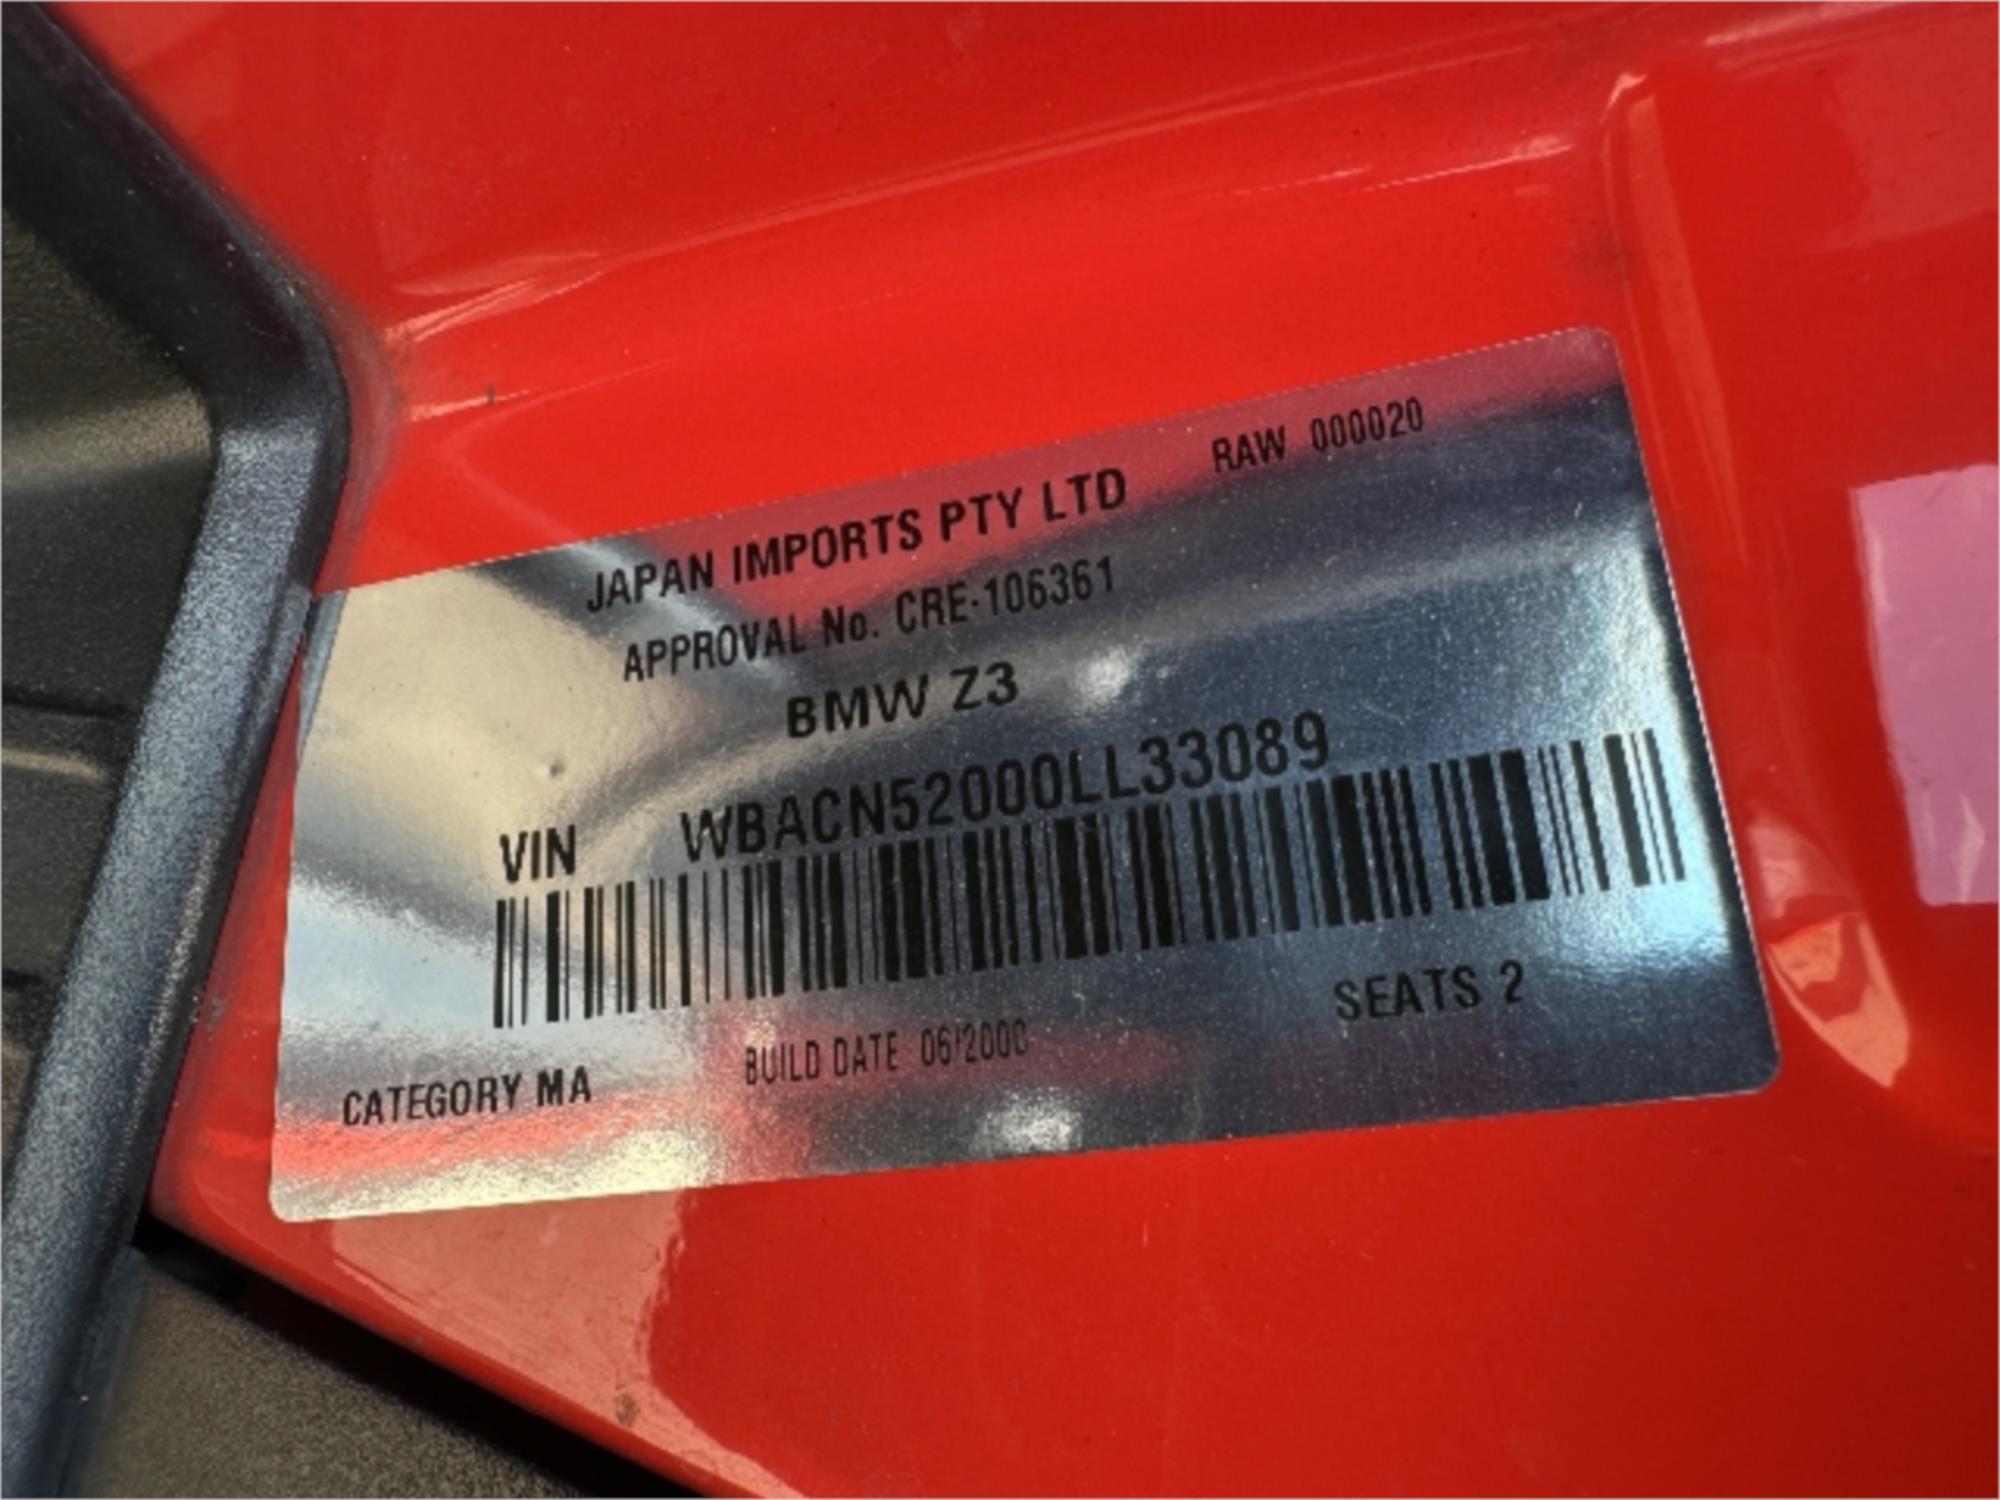 RAW 000020
JAPAN IMPORTS PTY LTD
APPROVAL No. CRE-106361
BMW Z3
VIN WBACN52000LL33089
CATEGORY MA BUILD DATE 06/2000 SEATS 2